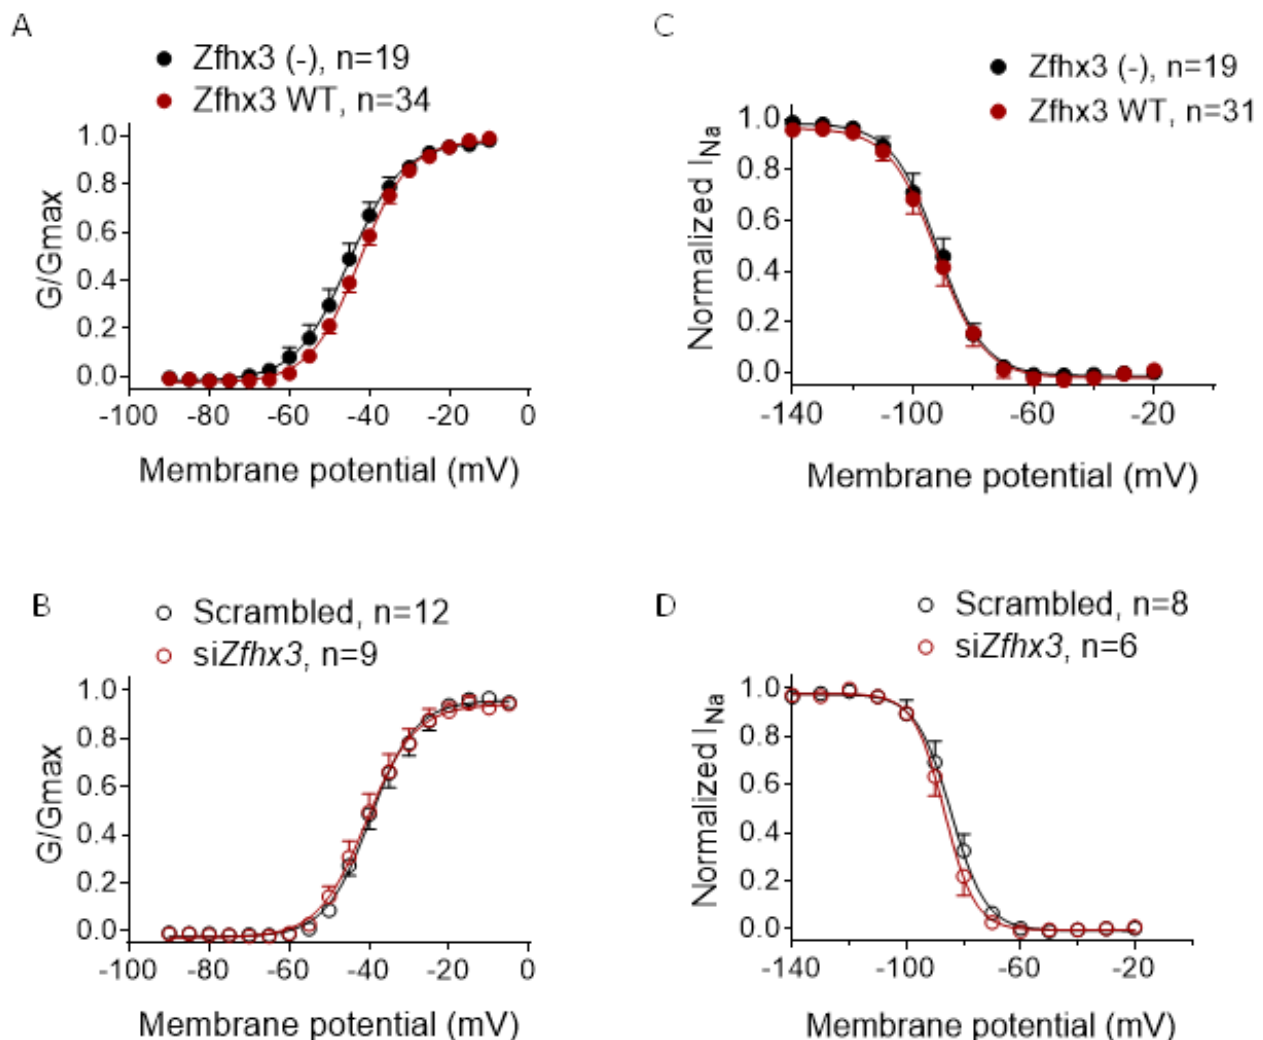 A
Zfhx3 (-), n=19
Zfhx3 WT, n=34
1.0
0.8
0.6
0.4
0.2
0.0
G/Gmax
-100 -80 -60 -40 -20 0
Membrane potential (mV)
C
Zfhx3 (-), n=19
Zfhx3 WT, n=31
1.0
0.8
0.6
0.4
0.2
0.0
Normalized INa
-140 -100 -60 -20
Membrane potential (mV)
B
Scrambled, n=12
siZfhx3, n=9
1.0
0.8
0.6
0.4
0.2
0.0
G/Gmax
-100 -80 -60 -40 -20 0
Membrane potential (mV)
D
Scrambled, n=8
siZfhx3, n=6
1.0
0.8
0.6
0.4
0.2
0.0
Normalized INa
-140 -100 -60 -20
Membrane potential (mV)